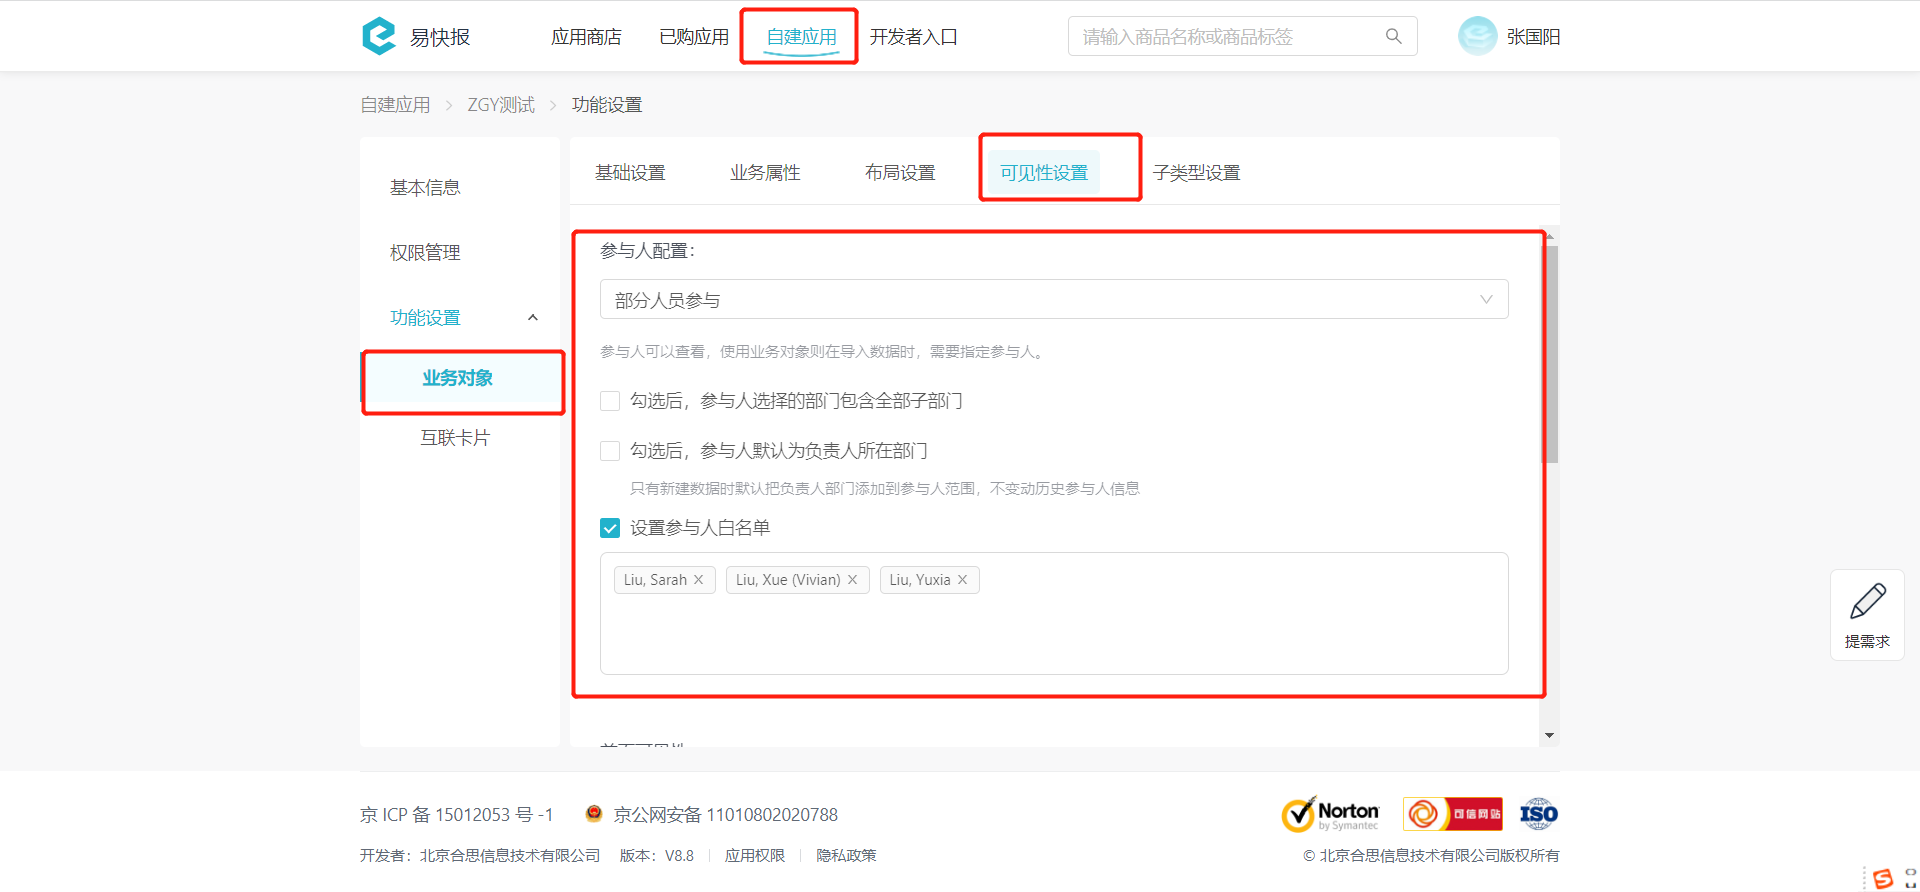 易快报
应用商店 已购应用 自建应用 开发者入口
请输入商品名称或商品标签
张国阳
自建应用 > ZGY测试 > 功能设置
基本信息
权限管理
功能设置
业务对象
互联卡片
基础设置 业务属性 布局设置 可见性设置 子类型设置
参与人配置：
部分人员参与
参与人可以查看，使用业务对象则在导入数据时，需要指定参与人。
勾选后，参与人选择的部门包含全部子部门
勾选后，参与人默认为负责人所在部门
只有新建数据时默认把负责人部门添加到参与人范围，不变动历史参与人信息
设置参与人白名单
Liu, Sarah Liu, Xue (Vivian) Liu, Yuxia
提需求
京 ICP 备 15012053 号 -1 京公网安备 11010802020788
Norton
by Symantec
可信网站
ISO
开发者：北京合思信息技术有限公司 版本：V8.8 应用权限 隐私政策
© 北京合思信息技术有限公司版权所有